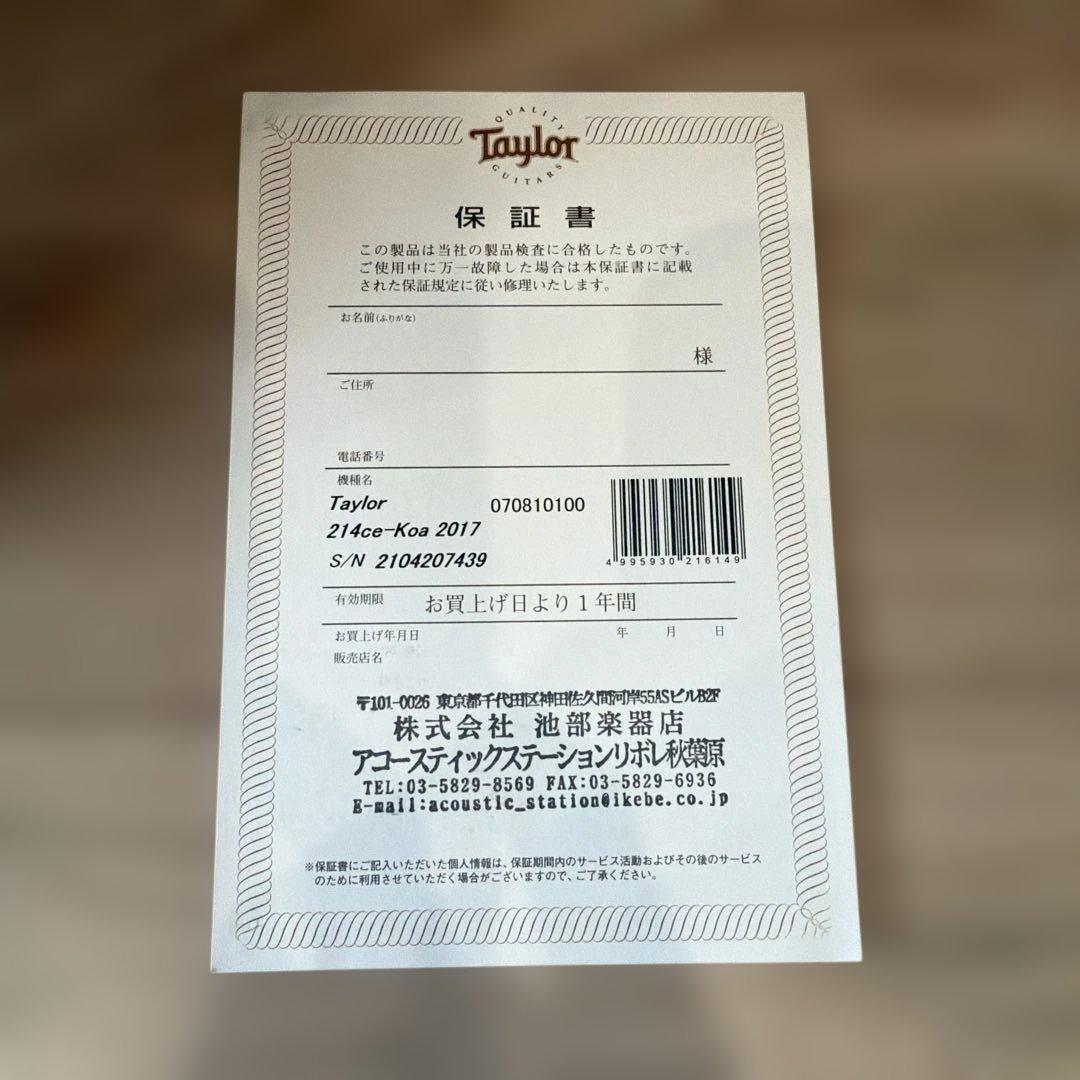 QUALITY
Taylor
GUITARS
保証書
この製品は当社の製品検査に合格したものです。
ご使用中に万一故障した場合は本保証書に記載
された保証規定に従い修理いたします。
お名前(ふりがな)
様
ご住所
電話番号
機種名
Taylor 070810100
214ce-Koa 2017
S/N 2104207439
4 995930 216149
有効期限 お買上げ日より1年間
お買上げ年月日 年 月 日
販売店名
〒101-0026 東京都千代田区神田佐久間河岸55ASビルB2F
株式会社 池部楽器店
アコースティックステーションリボレ秋葉原
TEL:03-5829-8569 FAX:03-5829-6936
E-mail:acoustic_station@ikebe.co.jp
※保証書にご記入いただいた個人情報は、保証期間内のサービス活動およびその後のサービス
のために利用させていただく場合がございますので、ご了承ください。